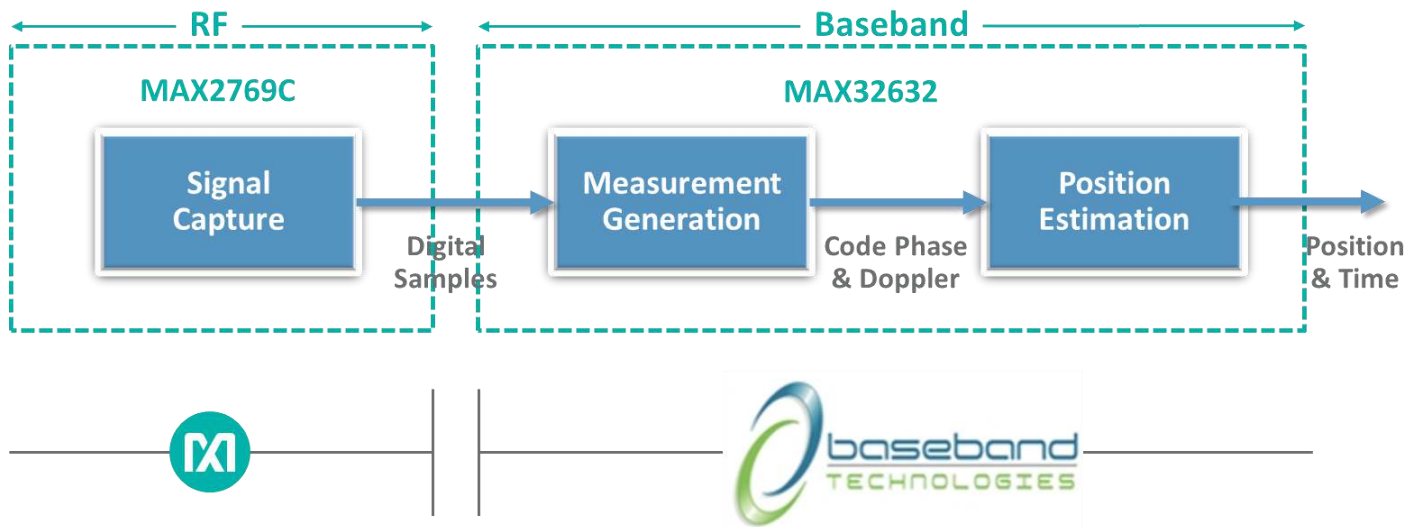 RF
Baseband
MAX2769C
MAX32632
Signal
Capture
Digital
Samples
Measurement
Generation
Code Phase
& Doppler
Position
Estimation
Position
& Time
baseband
TECHNOLOGIES